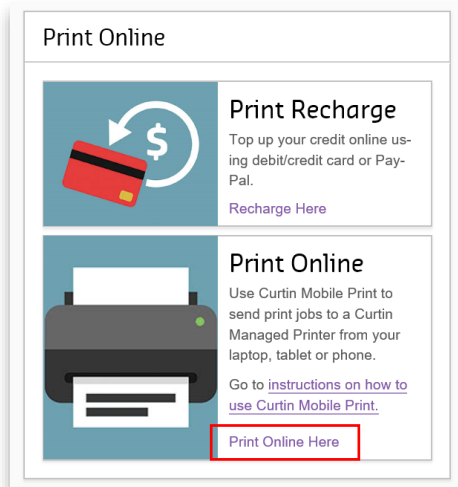 Print Online
Print Recharge
Top up your credit online us-
ing debit/credit card or Pay-
Pal.
Recharge Here
Print Online
Use Curtin Mobile Print to
send print jobs to a Curtin
Managed Printer from your
laptop, tablet or phone.
Go to instructions on how to
use Curtin Mobile Print.
Print Online Here